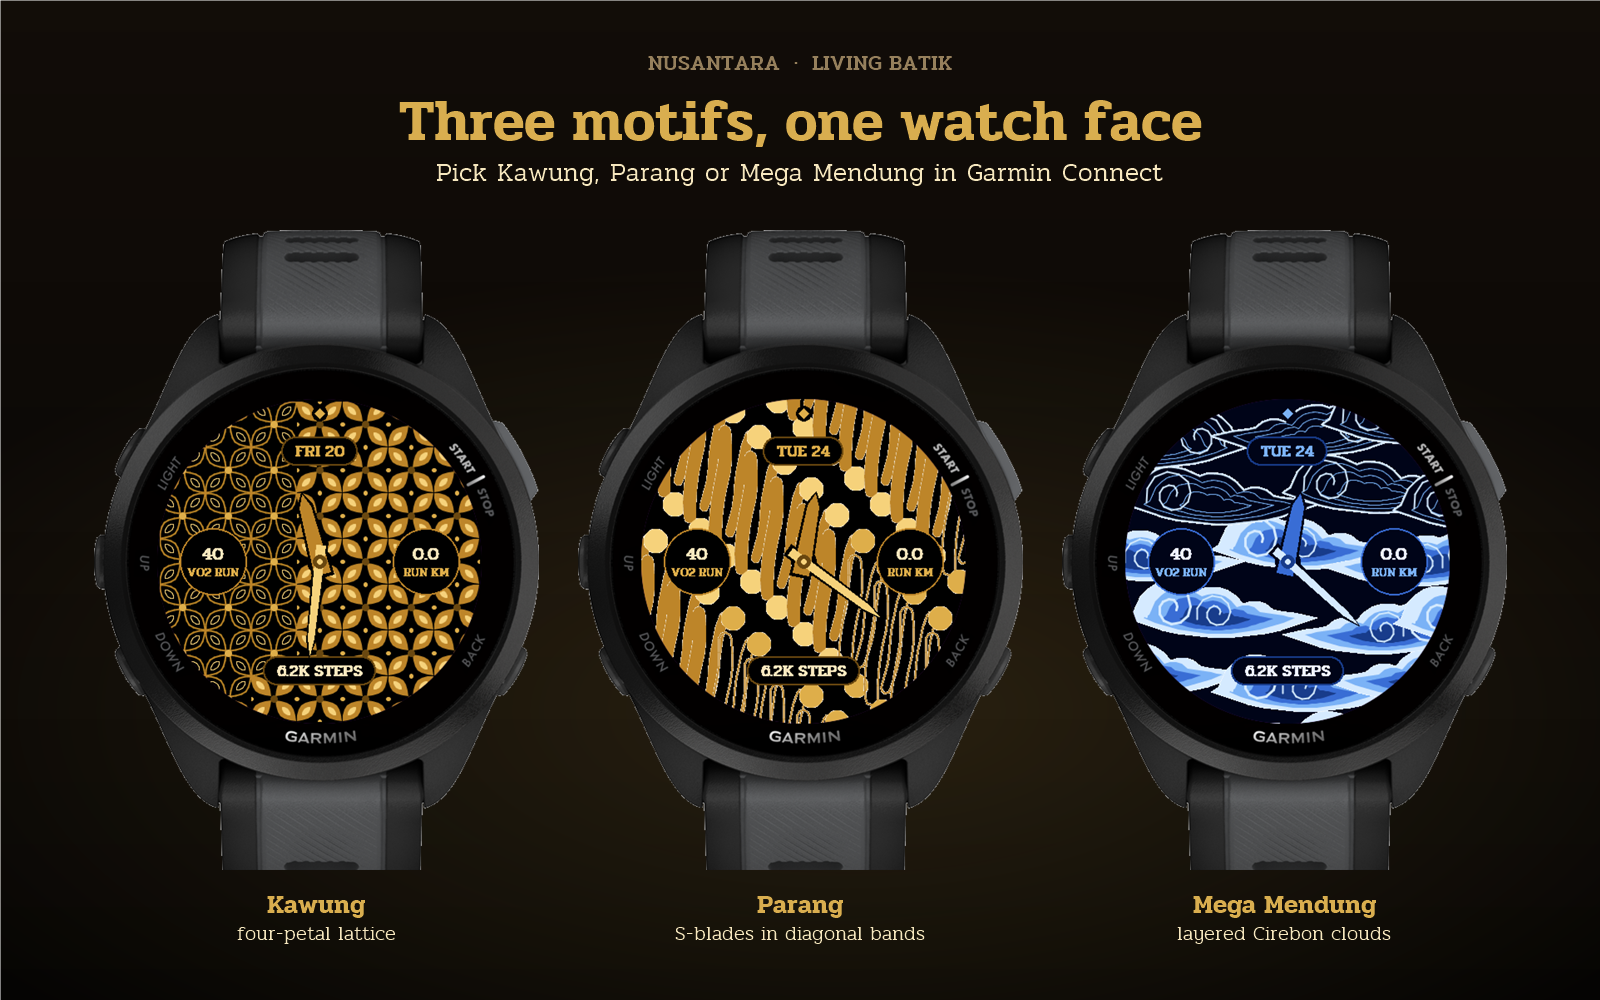 NUSANTARA · LIVING BATIK
Three motifs, one watch face
Pick Kawung, Parang or Mega Mendung in Garmin Connect
LIGHT
UP
DOWN
START
STOP
BACK
FRI 20
40
VO2 RUN
0.0
RUN KM
6.2K STEPS
GARMIN
LIGHT
UP
DOWN
START
STOP
BACK
TUE 24
40
VO2 RUN
0.0
RUN KM
6.2K STEPS
GARMIN
LIGHT
UP
DOWN
START
STOP
BACK
TUE 24
40
VO2 RUN
0.0
RUN KM
6.2K STEPS
GARMIN
Kawung
four-petal lattice
Parang
S-blades in diagonal bands
Mega Mendung
layered Cirebon clouds